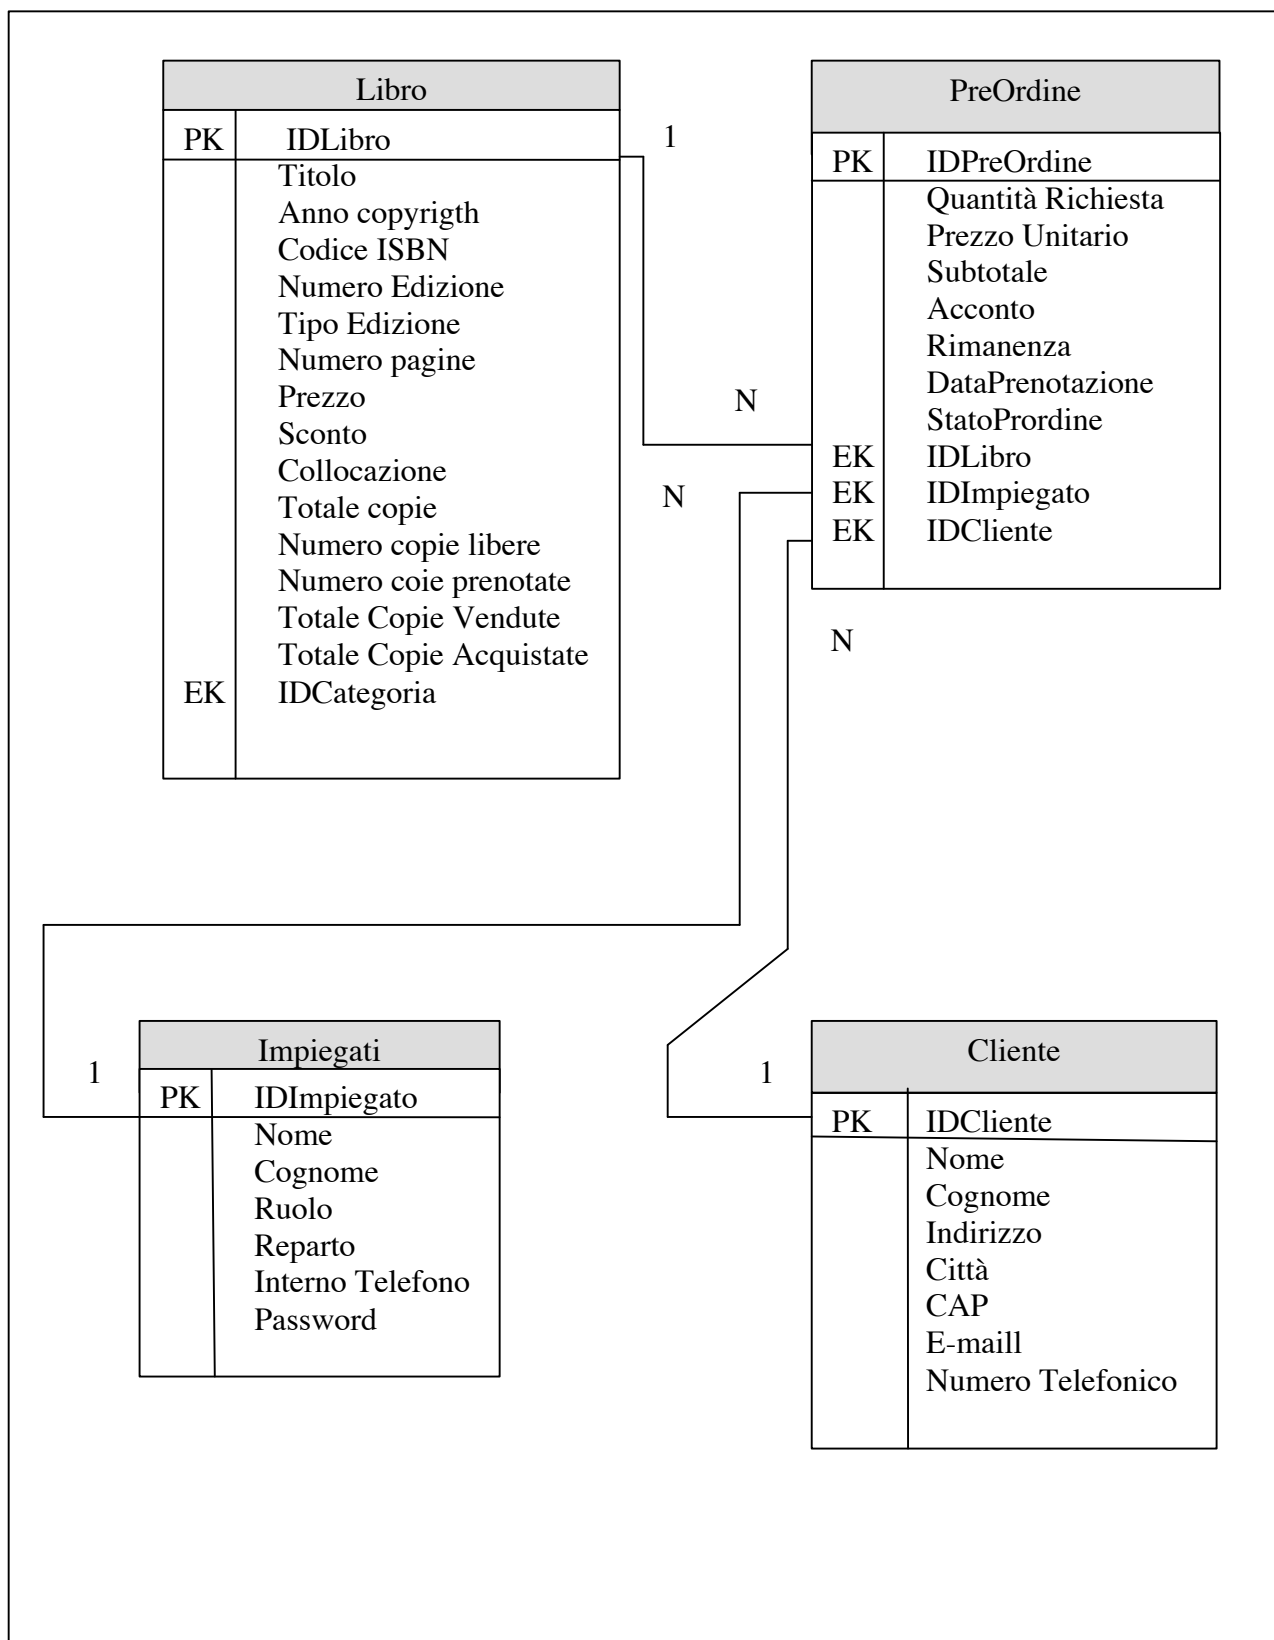 Libro
PK IDLibro
Titolo
Anno copyrigth
Codice ISBN
Numero Edizione
Tipo Edizione
Numero pagine
Prezzo
Sconto
Collocazione
Totale copie
Numero copie libere
Numero coie prenotate
Totale Copie Vendute
Totale Copie Acquistate
EK IDCategoria
1
N
N
N
PreOrdine
PK IDPreOrdine
Quantità Richiesta
Prezzo Unitario
Subtotale
Acconto
Rimanenza
DataPrenotazione
StatoPrordine
EK IDLibro
EK IDImpiegato
EK IDCliente
1
Impiegati
PK IDImpiegato
Nome
Cognome
Ruolo
Reparto
Interno Telefono
Password
1
Cliente
PK IDCliente
Nome
Cognome
Indirizzo
Città
CAP
E-maill
Numero Telefonico